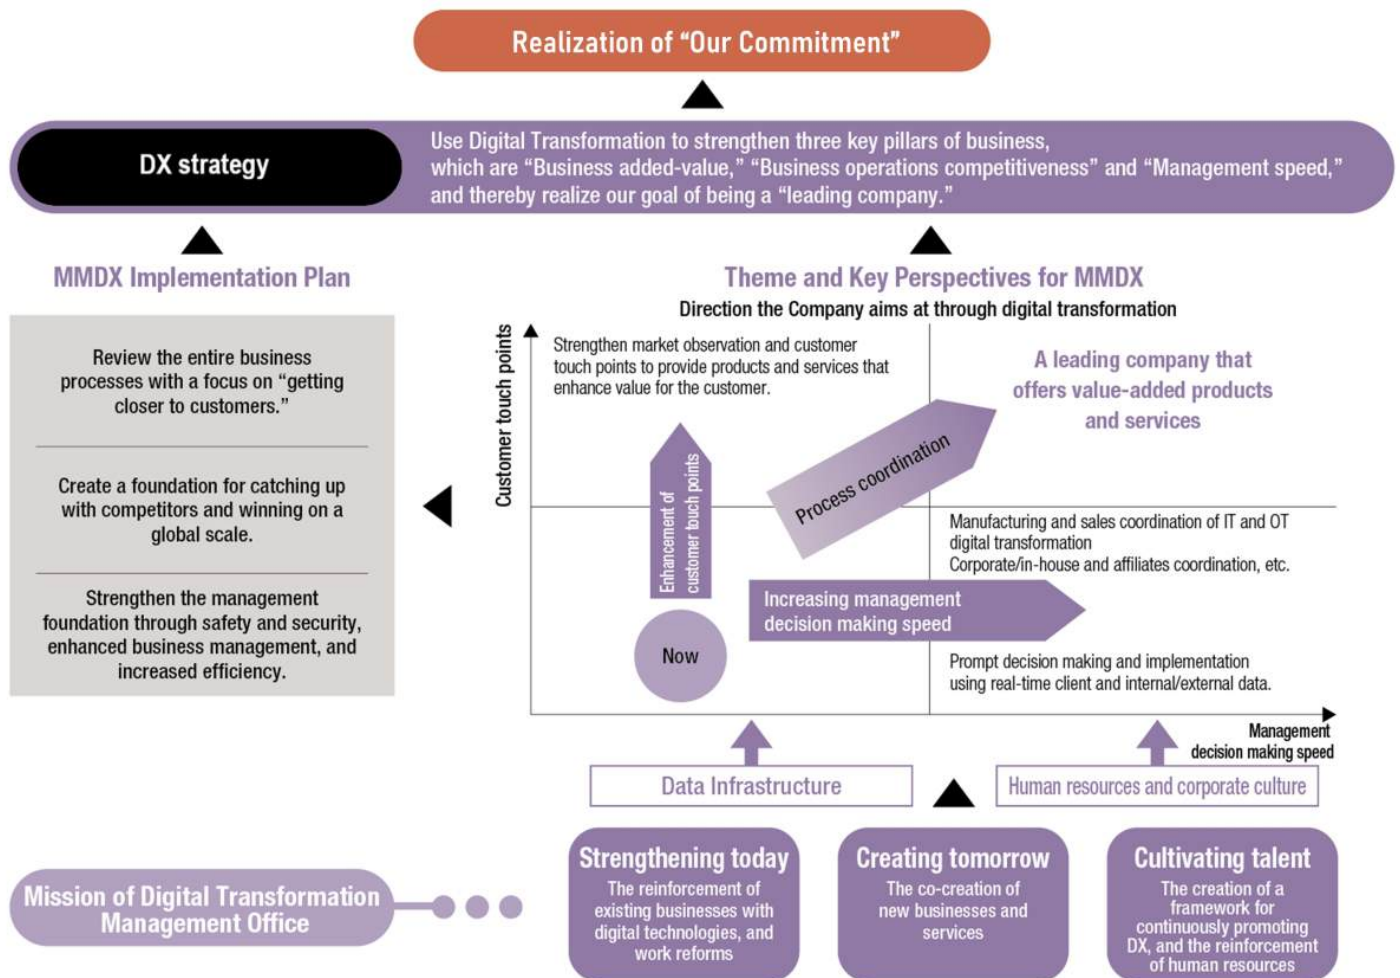 Realization of “Our Commitment”
DX strategy
Use Digital Transformation to strengthen three key pillars of business,
which are “Business added-value,” “Business operations competitiveness” and “Management speed,”
and thereby realize our goal of being a “leading company.”
MMDX Implementation Plan
Review the entire business
processes with a focus on “getting
closer to customers.”
Create a foundation for catching up
with competitors and winning on a
global scale.
Strengthen the management
foundation through safety and security,
enhanced business management, and
increased efficiency.
Theme and Key Perspectives for MMDX
Direction the Company aims at through digital transformation
Customer touch points
Strengthen market observation and customer
touch points to provide products and services that
enhance value for the customer.
A leading company that
offers value-added products
and services
Enhancement of
customer touch points
Process coordination
Manufacturing and sales coordination of IT and OT
digital transformation
Corporate/in-house and affiliates coordination, etc.
Increasing management
decision making speed
Now
Prompt decision making and implementation
using real-time client and internal/external data.
Management
decision making speed
Data Infrastructure
Human resources and corporate culture
Mission of Digital Transformation
Management Office
Strengthening today
The reinforcement of
existing businesses with
digital technologies, and
work reforms
Creating tomorrow
The co-creation of
new businesses and
services
Cultivating talent
The creation of a
framework for
continuously promoting
DX, and the reinforcement
of human resources